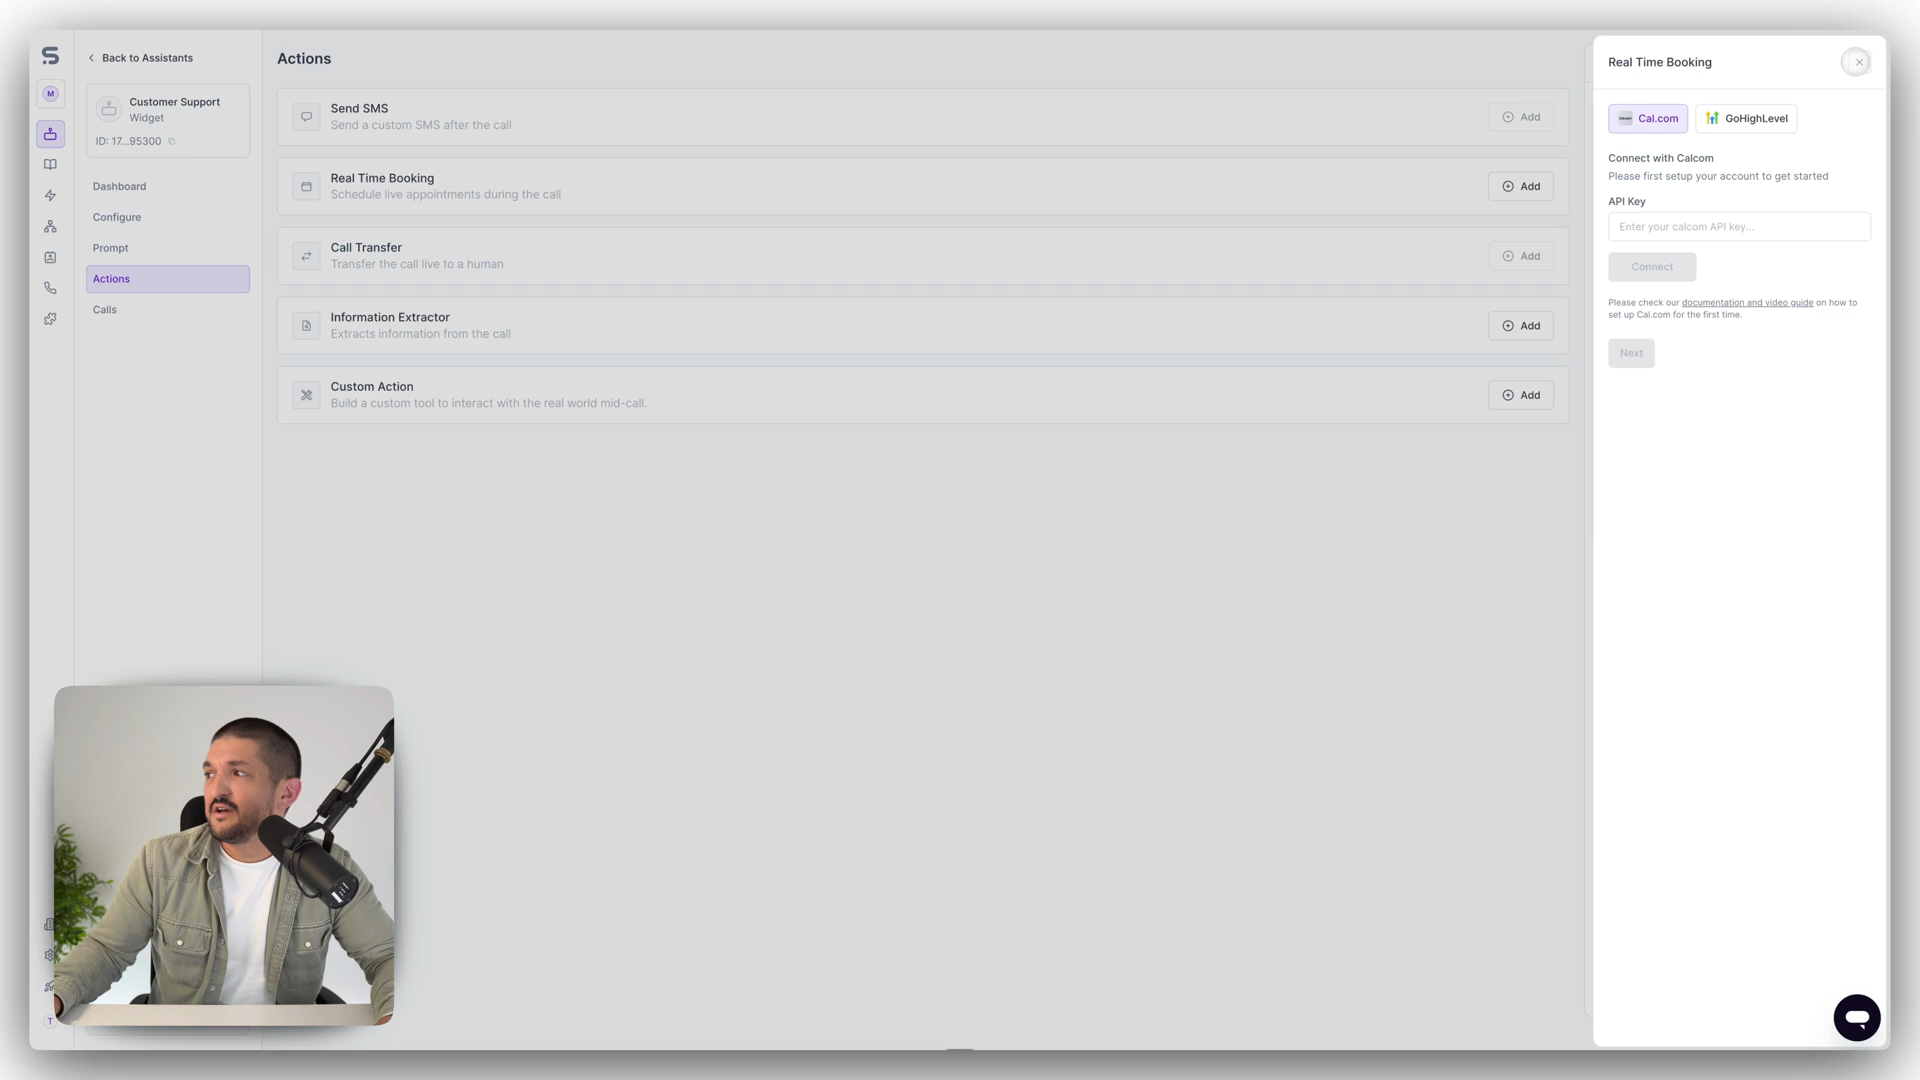 Back to Assistants
M
Customer Support
Widget
ID: 17...95300
Dashboard
Configure
Prompt
Actions
Calls
T
Actions
Send SMS
Send a custom SMS after the call
Add
Real Time Booking
Schedule live appointments during the call
Add
Call Transfer
Transfer the call live to a human
Add
Information Extractor
Extracts information from the call
Add
Custom Action
Build a custom tool to interact with the real world mid-call.
Add
Real Time Booking
Cal.com
GoHighLevel
Connect with Calcom
Please first setup your account to get started
API Key
Enter your calcom API key...
Connect
Please check our documentation and video guide on how to
set up Cal.com for the first time.
Next